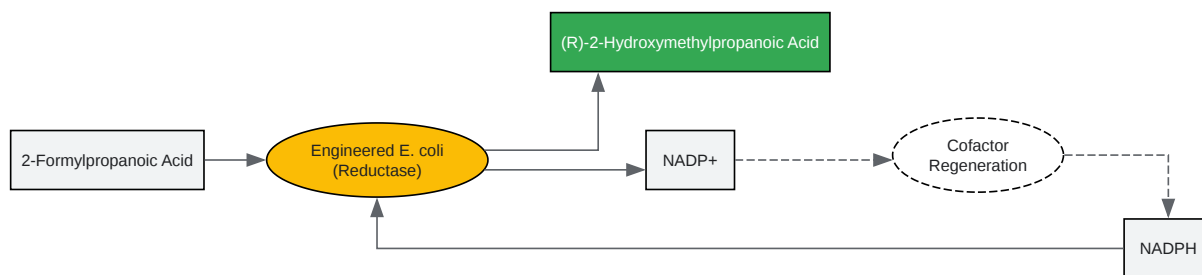 (R)-2-Hydroxymethylpropanoic Acid
2-Formylpropanoic Acid
Engineered E. coli
(Reductase)
NADP+
Cofactor
Regeneration
NADPH